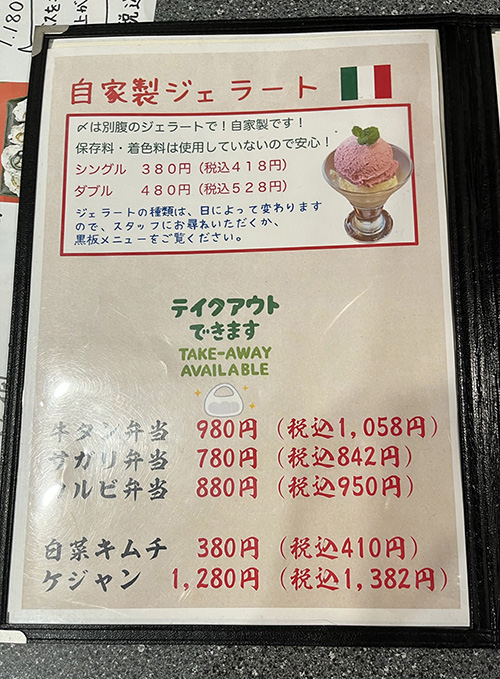 自家製ジェラート
〆は別腹のジェラートで！自家製です！
保存料・着色料は使用していないので安心！
シングル 380円（税込418円）
ダブル 480円（税込528円）
ジェラートの種類は、日によって変わります
ので、スタッフにお尋ねいただくか、
黒板メニューをご覧ください。
テイクアウト
できます
TAKE-AWAY
AVAILABLE
牛タン弁当 980円（税込1,058円）
サガリ弁当 780円（税込842円）
カルビ弁当 880円（税込950円）
白菜キムチ 380円（税込410円）
ケジャン 1,280円（税込1,382円）